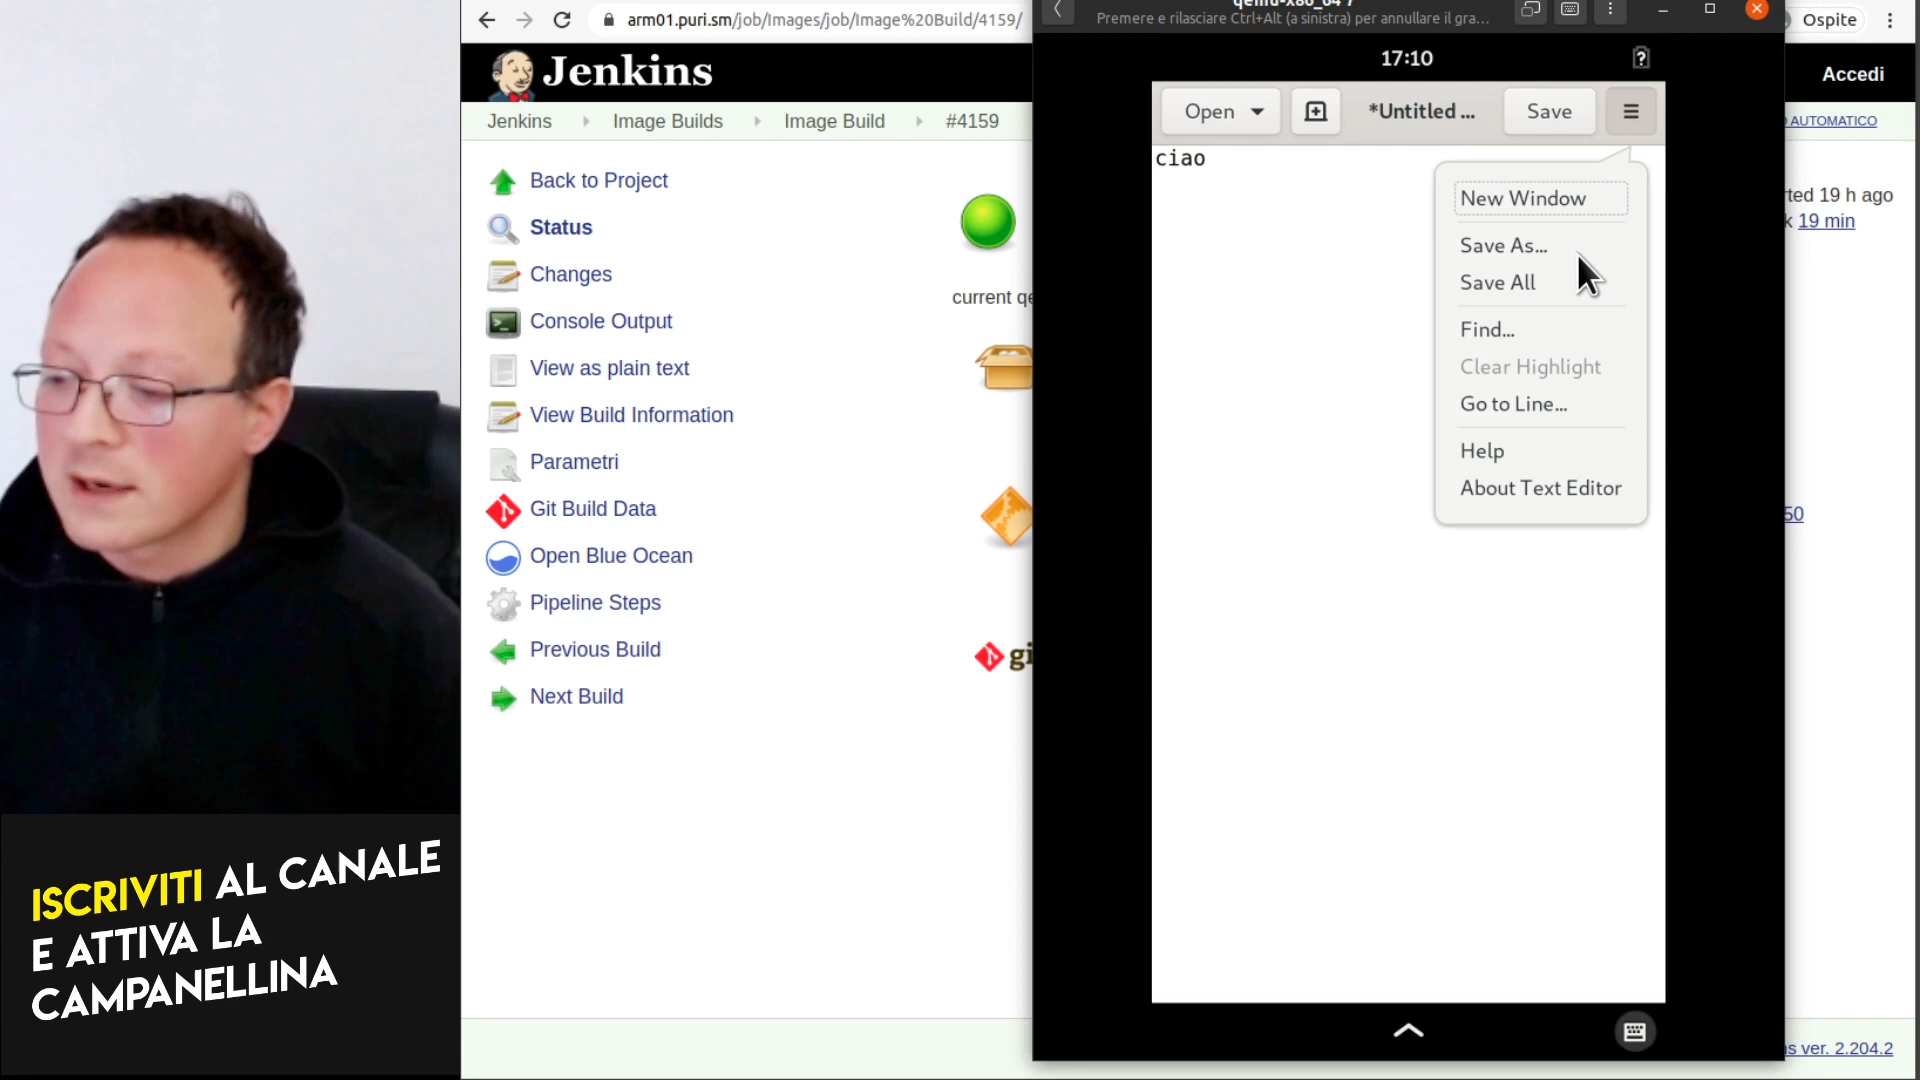 arm01.puri.sm/job/Images/job/Image%20Build/4159/
Premere e rilasciare Ctrl+Alt (a sinistra) per annullare il gra...
Ospite
Jenkins
Accedi
Jenkins
Image Builds
Image Build
#4159
AUTOMATICO
Back to Project
Status
Changes
Console Output
View as plain text
View Build Information
Parametri
Git Build Data
Open Blue Ocean
Pipeline Steps
Previous Build
Next Build
current
19 h ago
19 min
50
ver. 2.204.2
17:10
Open
*Untitled ...
Save
ciao
New Window
Save As...
Save All
Find...
Clear Highlight
Go to Line...
Help
About Text Editor
ISCRIVITI AL CANALE
E ATTIVA LA
CAMPANELLINA